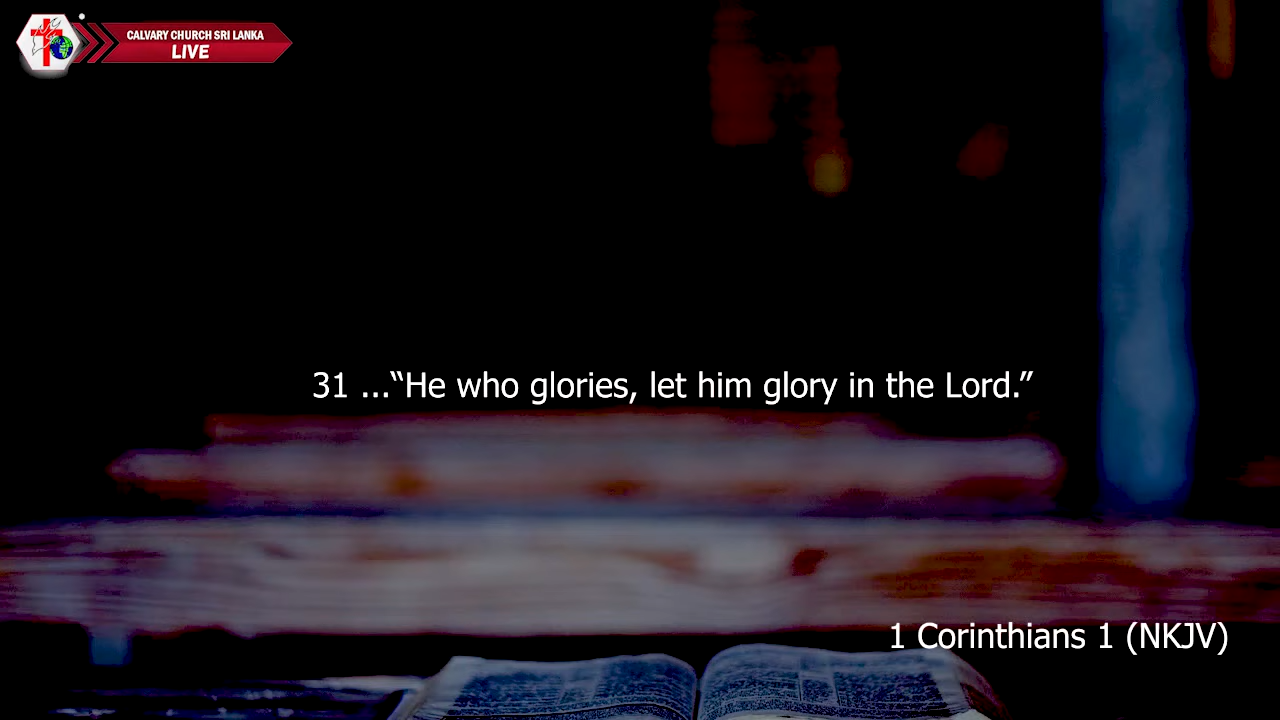 CALVARY CHURCH SRI LANKA
LIVE
31 ...“He who glories, let him glory in the Lord.”
1 Corinthians 1 (NKJV)